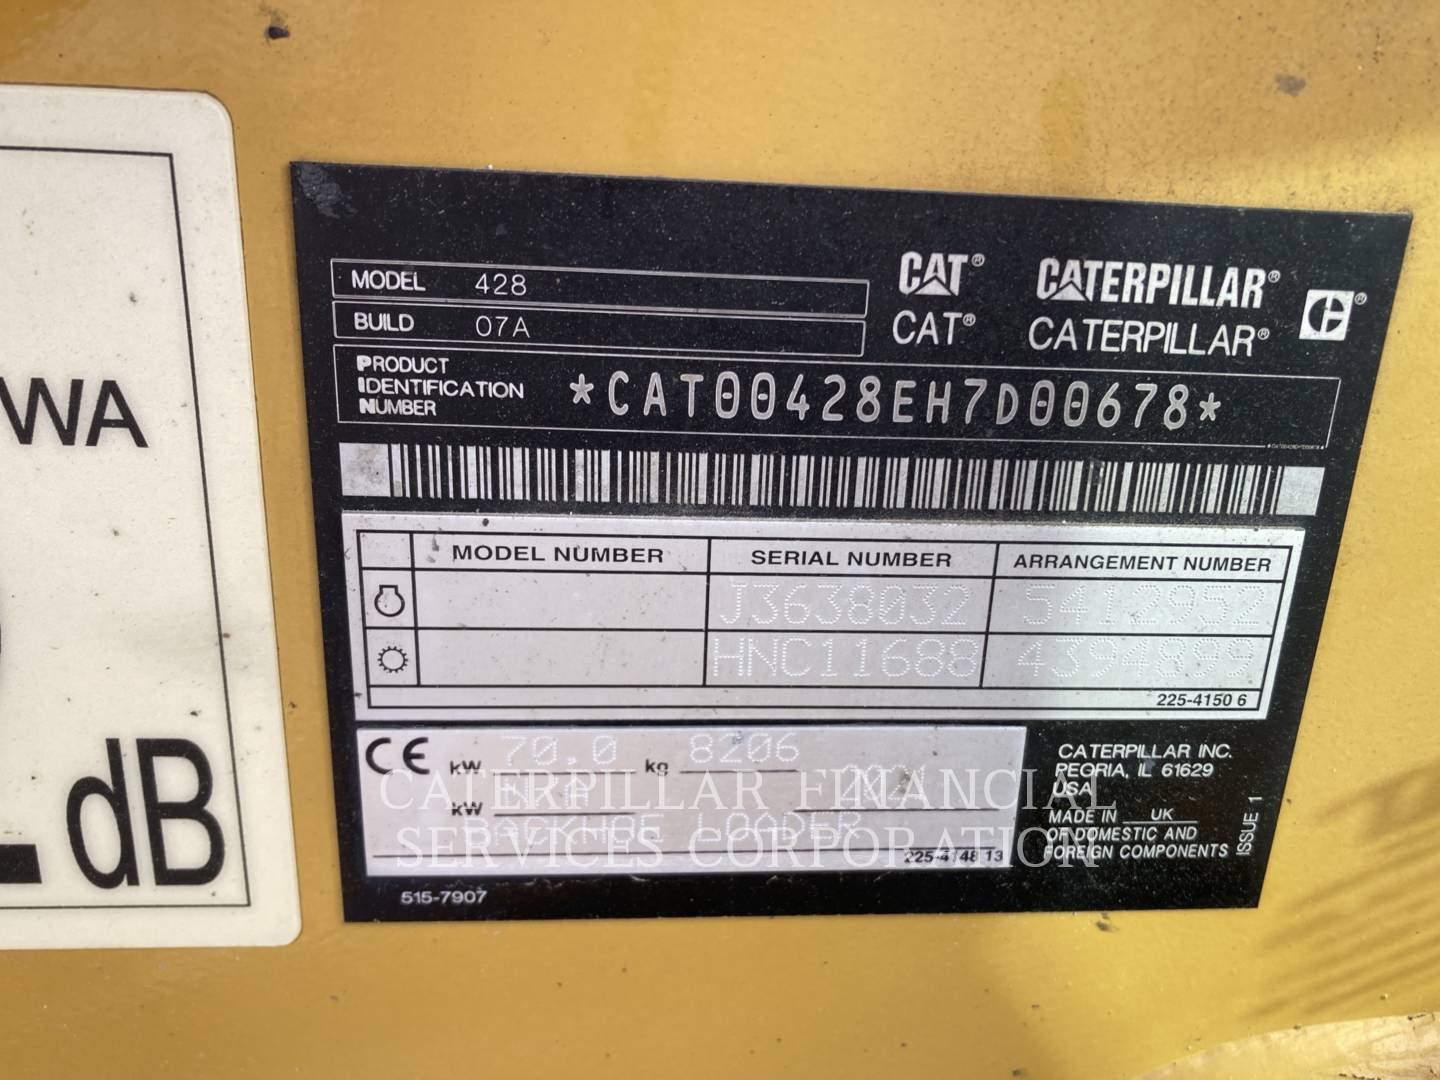 WA
dB
MODEL 428
BUILD 07A
CAT® CATERPILLAR®
CAT® CATERPILLAR®
PRODUCT
IDENTIFICATION
NUMBER
*CAT00428EH7D00678*
MODEL NUMBER SERIAL NUMBER ARRANGEMENT NUMBER
J3638032 5412952
HNC11688 4394899
225-4150 6
CE kW 70.0 kg 8206
kW N/A
BACKHOE LOADER
225-4148 13
515-7907
CATERPILLAR INC.
PEORIA, IL 61629
USA
MADE IN UK
OF DOMESTIC AND
FOREIGN COMPONENTS
ISSUE 1
CATERPILLAR FINANCIAL
SERVICES CORPORATION